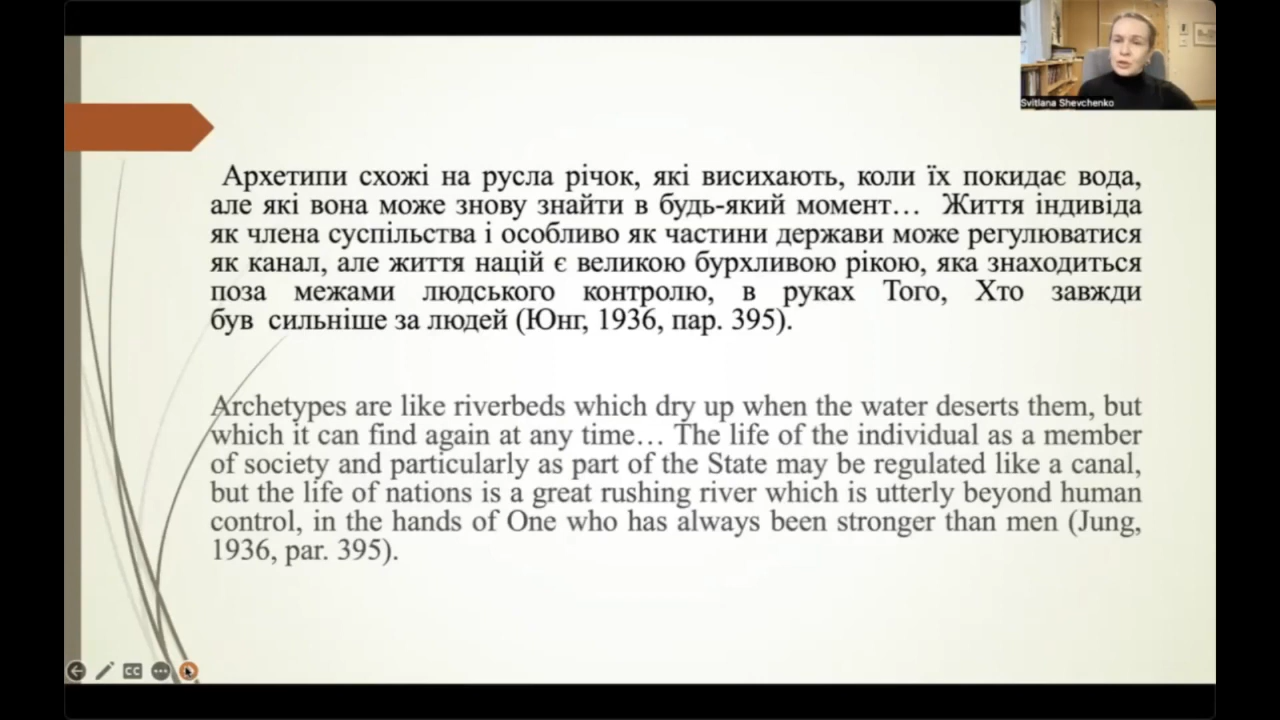 Svitlana Shevchenko
Архетипи схожі на русла річок, які висихають, коли їх покидає вода,
але які вона може знову знайти в будь-який момент… Життя індивіда
як члена суспільства і особливо як частини держави може регулюватися
як канал, але життя націй є великою бурхливою рікою, яка знаходиться
поза межами людського контролю, в руках Того, Хто завжди
був сильніше за людей (Юнг, 1936, пар. 395).
Archetypes are like riverbeds which dry up when the water deserts them, but
which it can find again at any time… The life of the individual as a member
of society and particularly as part of the State may be regulated like a canal,
but the life of nations is a great rushing river which is utterly beyond human
control, in the hands of One who has always been stronger than men (Jung,
1936, par. 395).
CC